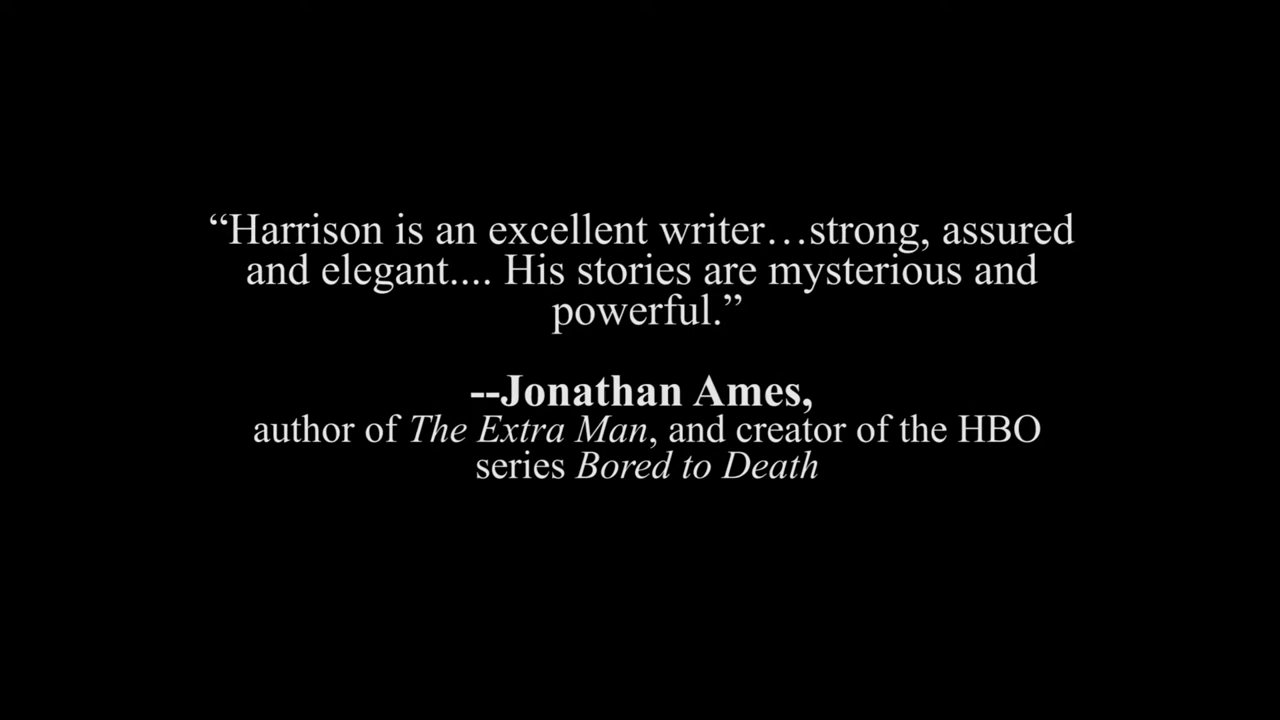 “Harrison is an excellent writer…strong, assured
and elegant.... His stories are mysterious and
powerful.”
--Jonathan Ames,
author of The Extra Man, and creator of the HBO
series Bored to Death